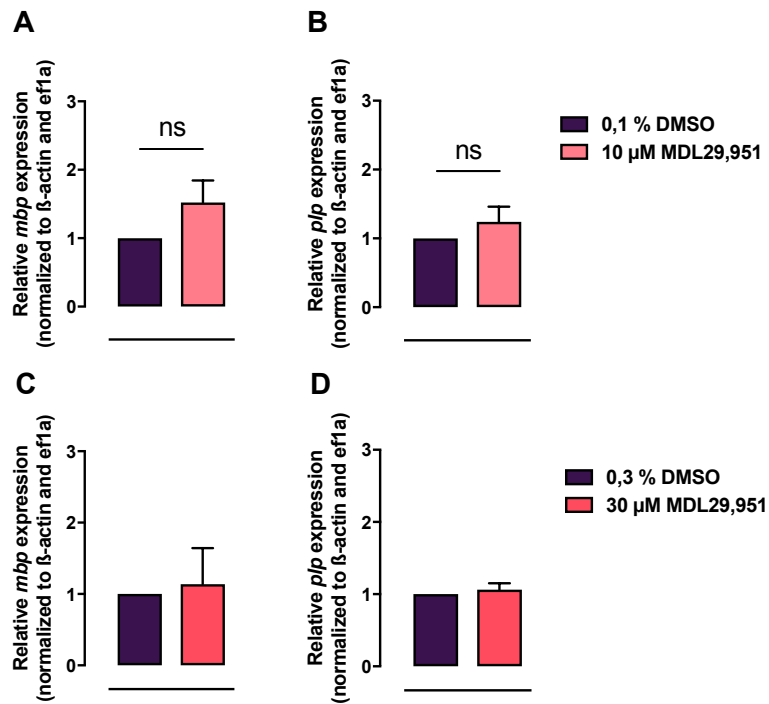 A
Relative mbp expression
(normalized to ß-actin and ef1a)
3
2
1
0
ns
B
Relative plp expression
(normalized to ß-actin and ef1a)
3
2
1
0
ns
0,1 % DMSO
10 µM MDL29,951
C
Relative mbp expression
(normalized to ß-actin and ef1a)
3
2
1
0
D
Relative plp expression
(normalized to ß-actin and ef1a)
3
2
1
0
0,3 % DMSO
30 µM MDL29,951